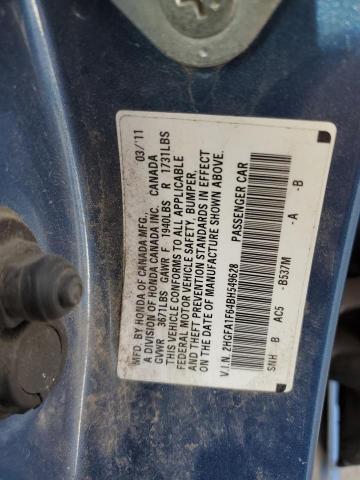 MFD. BY HONDA OF CANADA MFG. 03/'11
A DIVISION OF HONDA CANADA INC. CANADA
GVWR 3671LBS GAWR F 1940LBS R 1731LBS
THIS VEHICLE CONFORMS TO ALL APPLICABLE
FEDERAL MOTOR VEHICLE SAFETY, BUMPER,
THEFT PREVENTION STANDARDS IN EFFECT
ON THE DATE OF MANUFACTURE SHOWN ABOVE.
V.I.N. 2HGFA1F64BH549628 PASSENGER CAR
SNH B AC5 -B537M -A -B